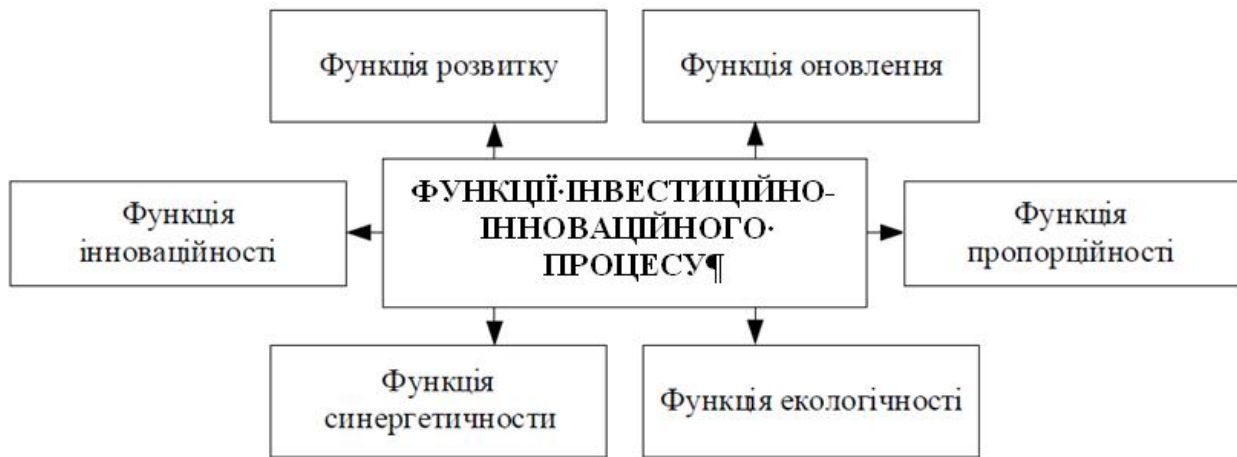 Функція розвитку
Функція оновлення
ФУНКЦІЇ·ІНВЕСТИЦІЙНО-
ІННОВАЦІЙНОГО·
ПРОЦЕСУ¶
Функція
інноваційності
Функція
пропорційності
Функція
синергетичности
Функція екологічності